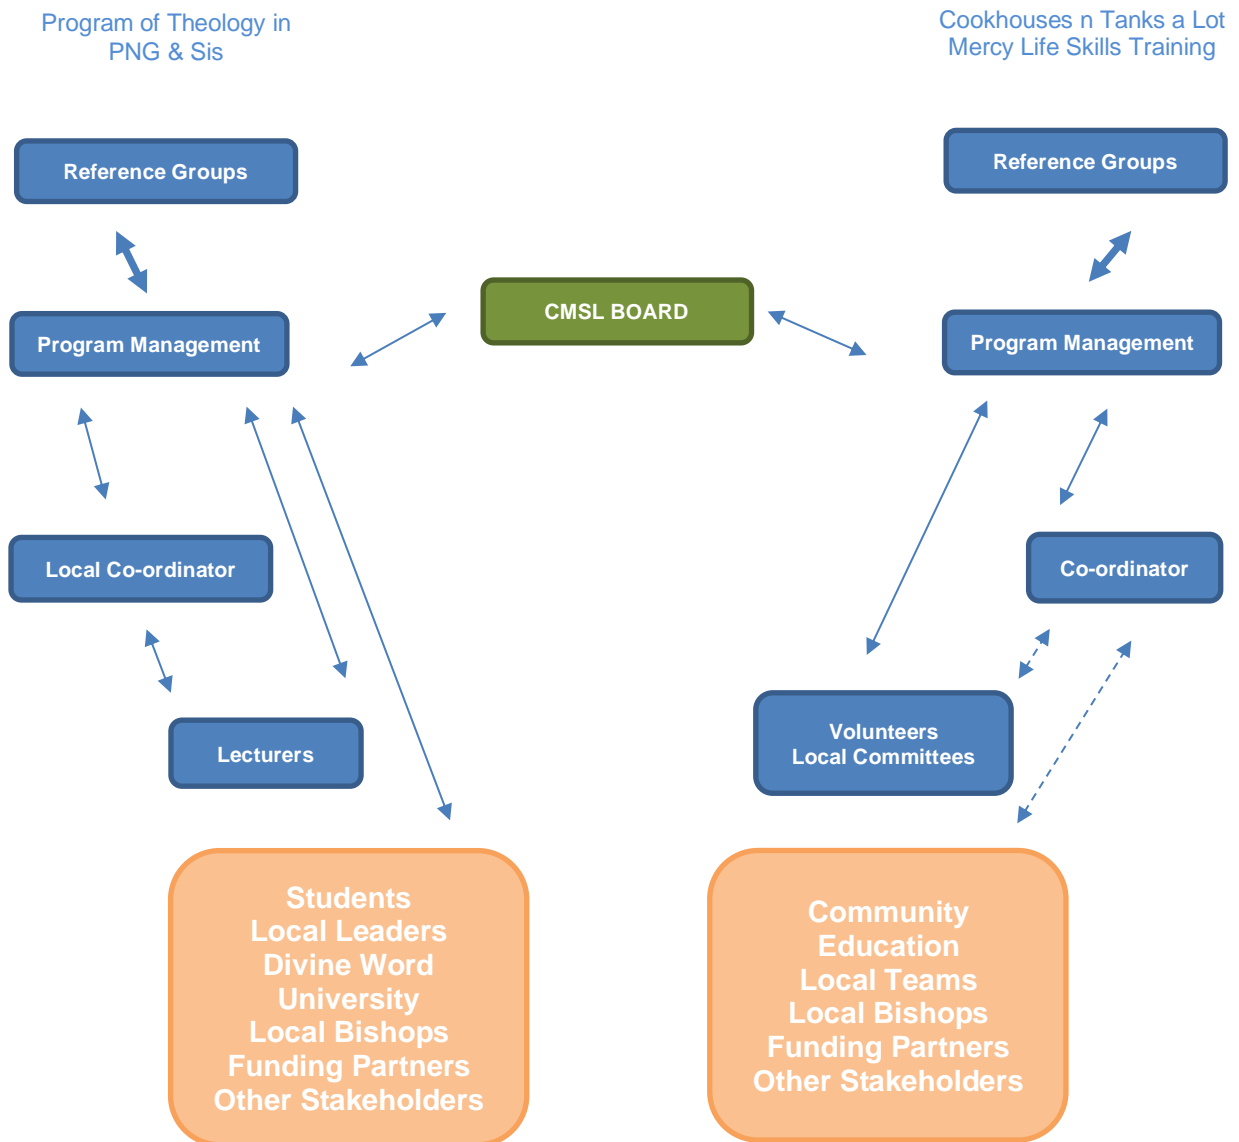 Program of Theology in
PNG & Sis
Cookhouses n Tanks a Lot
Mercy Life Skills Training
Reference Groups
Reference Groups
CMSL BOARD
Program Management
Program Management
Local Co-ordinator
Co-ordinator
Lecturers
Volunteers
Local Committees
Students
Local Leaders
Divine Word
University
Local Bishops
Funding Partners
Other Stakeholders
Community
Education
Local Teams
Local Bishops
Funding Partners
Other Stakeholders